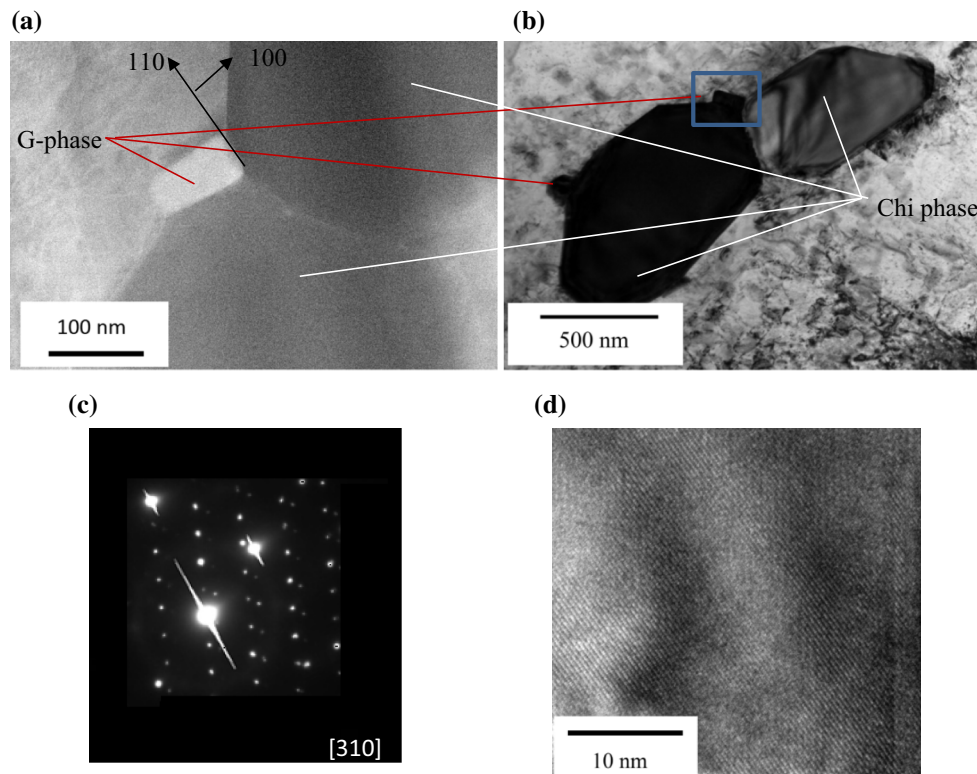 (a)
(b)
110
100
G-phase
Chi phase
100 nm
500 nm
(c)
(d)
[310]
10 nm